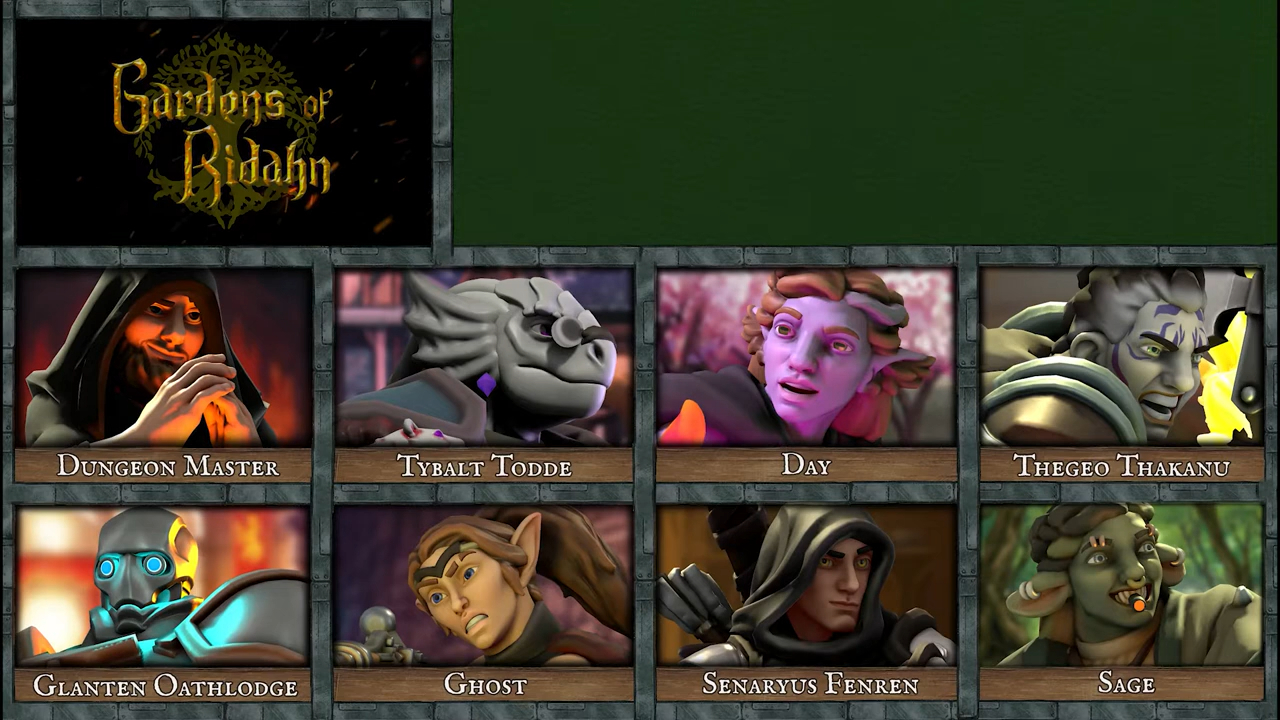 Gardens of
Ridahn
Dungeon Master
Tybalt Todde
Day
Thegeo Thakanu
Glanten Oathlodge
Ghost
Senaryus Fenren
Sage